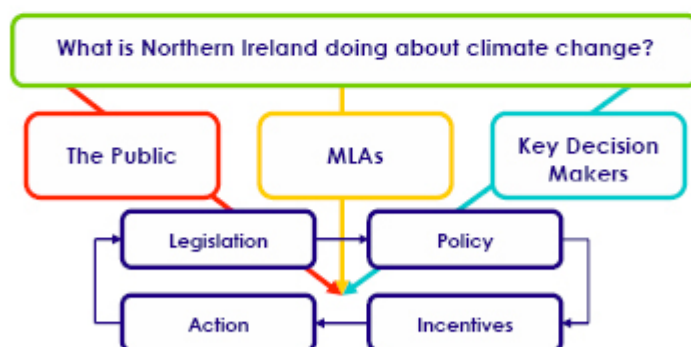 What is Northern Ireland doing about climate change?
The Public
MLAs
Key Decision
Makers
Legislation
Policy
Action
Incentives